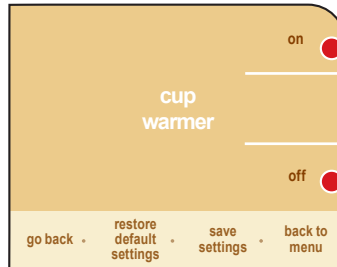 on
cup
warmer
off
go back • restore default settings • save settings • back to menu